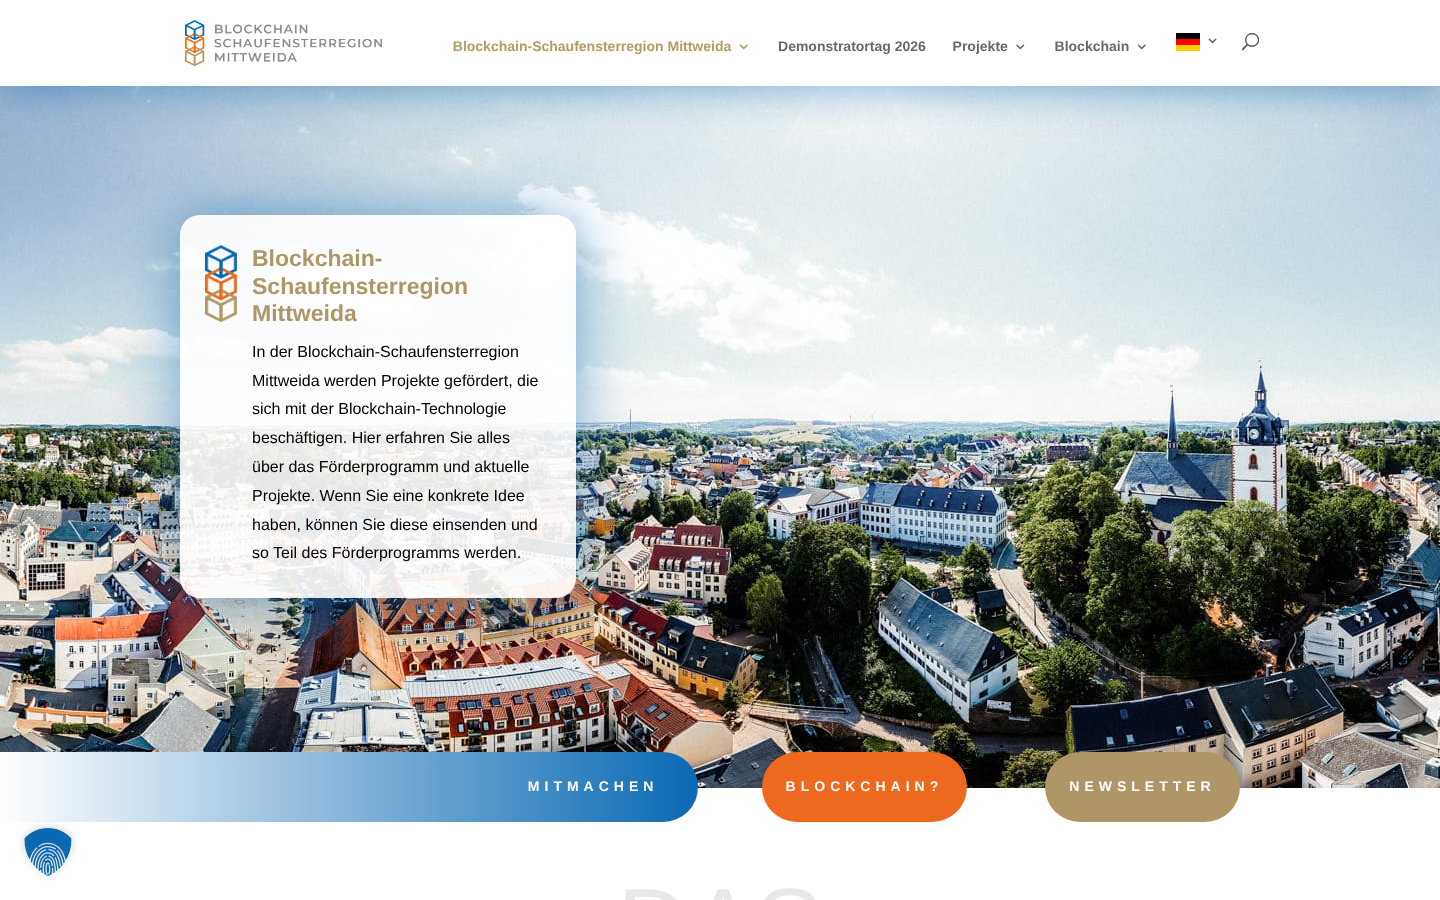 BLOCKCHAIN
SCHAUFENSTERREGION
MITTWEIDA
Blockchain-Schaufensterregion Mittweida
Demonstratortag 2026
Projekte
Blockchain
Blockchain-
Schaufensterregion
Mittweida
In der Blockchain-Schaufensterregion
Mittweida werden Projekte gefördert, die
sich mit der Blockchain-Technologie
beschäftigen. Hier erfahren Sie alles
über das Förderprogramm und aktuelle
Projekte. Wenn Sie eine konkrete Idee
haben, können Sie diese einsenden und
so Teil des Förderprogramms werden.
MITMACHEN
BLOCKCHAIN?
NEWSLETTER
DAS